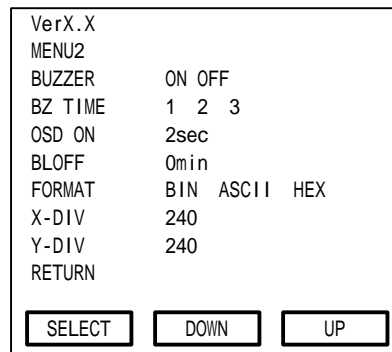 VerX.X
MENU2
BUZZER ON OFF
BZ TIME 1 2 3
OSD ON 2sec
BLOFF 0min
FORMAT BIN ASCII HEX
X-DIV 240
Y-DIV 240
RETURN
SELECT DOWN UP